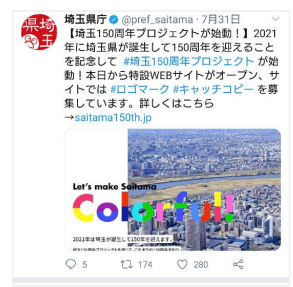 埼玉県庁 @pref_saitama・7月31日
【埼玉150周年プロジェクトが始動！】2021
年に埼玉県が誕生して150周年を迎えること
を記念して #埼玉150周年プロジェクト が始
動！本日から特設WEBサイトがオープン、サイ
トでは #ロゴマーク #キャッチコピー を募
集しています。詳しくはこちら
→saitama150th.jp
Let's make Saitama
Colorful!
2021年は埼玉が誕生して150年を迎えます。
5 174 280